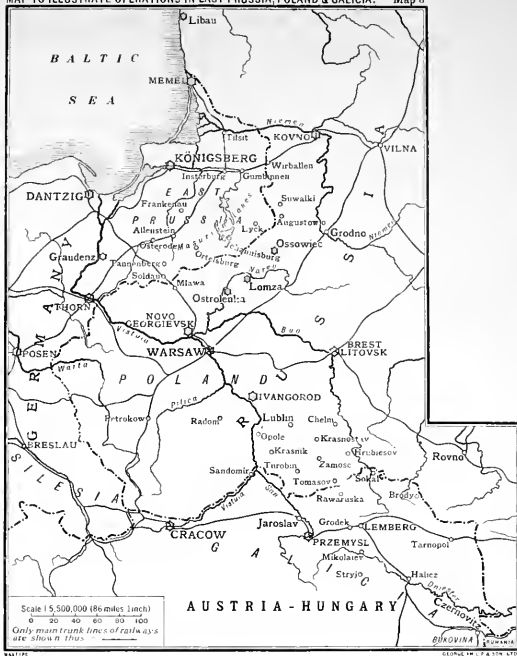 MAP TO ILLUSTRATE OPERATIONS IN EAST PRUSSIA, POLAND & GALICIA. Map 8
Libau
BALTIC
SEA
MEMEL
Niemen
Tilsit
KOVNO
VILNA
KÖNIGSBERG
Wirballen
Insterburg
Gumbinnen
DANTZIG
EAST
PRUSSIA
Frankenau
Suwalki
Allenstein
Lyck
Augustowo
Grodno
Niemen
Osterode
Masurian Lakes
Johannisburg
Ossowiec
Graudenz
Tannenberg
Ortelsburg
Soldau
Narew
Lomza
Mlawa
Ostrolenka
THORN
NOVO
GEORGIEVSK
Vistula
Bug
POSEN
WARSAW
BREST
LITOVSK
Warta
GERMANY
POLAND
RUSSIA
Pilica
IVANGOROD
Petrokow
Radom
Lublin
Chelm
Opole
Krasnostav
BRESLAU
Krasnik
Hrubiesov
Rovno
Turobin
Zamosc
SILESIA
Sandomir
Tomasov
Sokal
Rawaruska
Brody
Vistula
San
Jaroslav
Grodek
LEMBERG
CRACOW
PRZEMYSL
Tarnopol
GALICIA
Mikolaiev
Stryj
Halicz
Dniester
AUSTRIA-HUNGARY
Czernovitz
BUKOVINA
RUMANIA
Scale 1:5,500,000 (86 miles 1 inch)
0 20 40 60 80 100
Only main trunk lines of railways
are shown thus